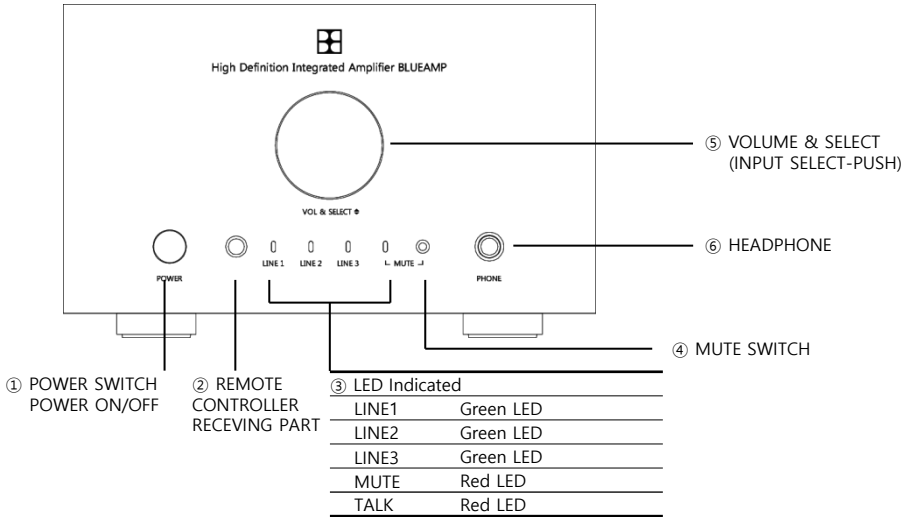 High Definition Integrated Amplifier BLUEAMP
VOL & SELECT
⑤ VOLUME & SELECT
(INPUT SELECT-PUSH)
POWER
LINE 1
LINE 2
LINE 3
MUTE
PHONE
⑥ HEADPHONE
④ MUTE SWITCH
① POWER SWITCH
POWER ON/OFF
② REMOTE
CONTROLLER
RECEVING PART
③ LED Indicated
LINE1 Green LED
LINE2 Green LED
LINE3 Green LED
MUTE Red LED
TALK Red LED